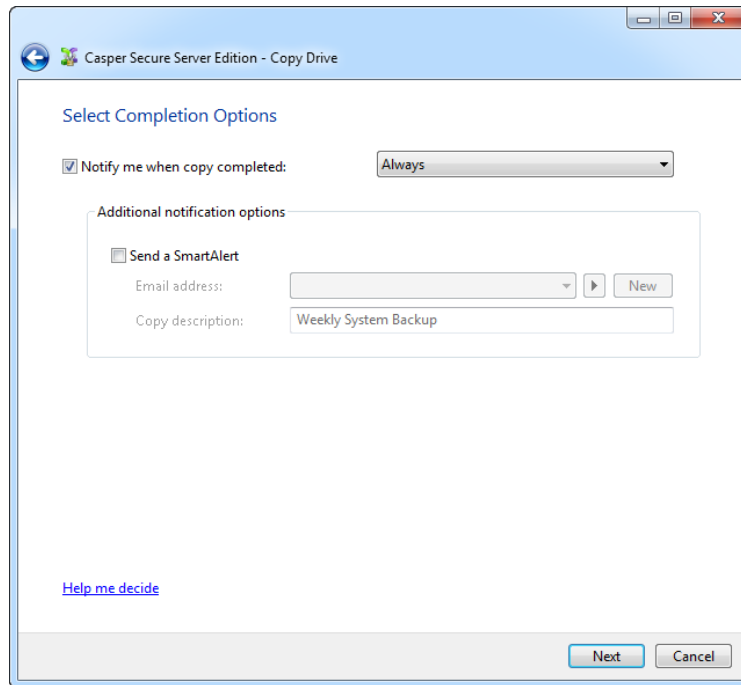 Casper Secure Server Edition - Copy Drive
Select Completion Options
Notify me when copy completed: Always
Additional notification options
Send a SmartAlert
Email address: New
Copy description: Weekly System Backup
Help me decide
Next Cancel